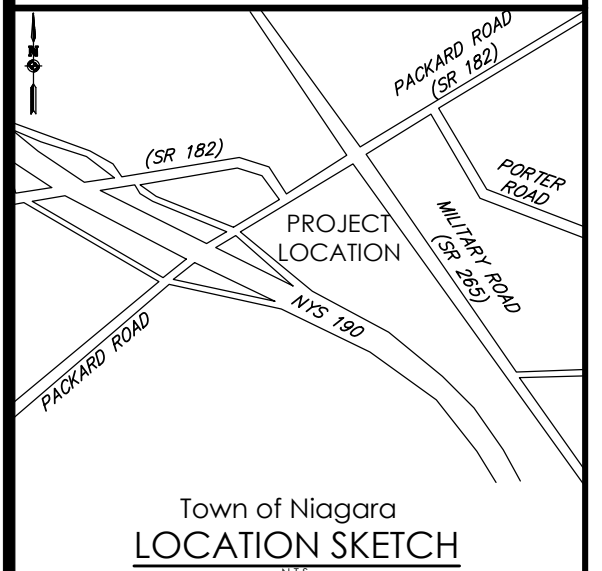 N
PACKARD ROAD
(SR 182)
(SR 182)
PORTER
ROAD
PROJECT
LOCATION
MILITARY ROAD
(SR 265)
NYS 190
PACKARD ROAD
Town of Niagara
LOCATION SKETCH
NTS